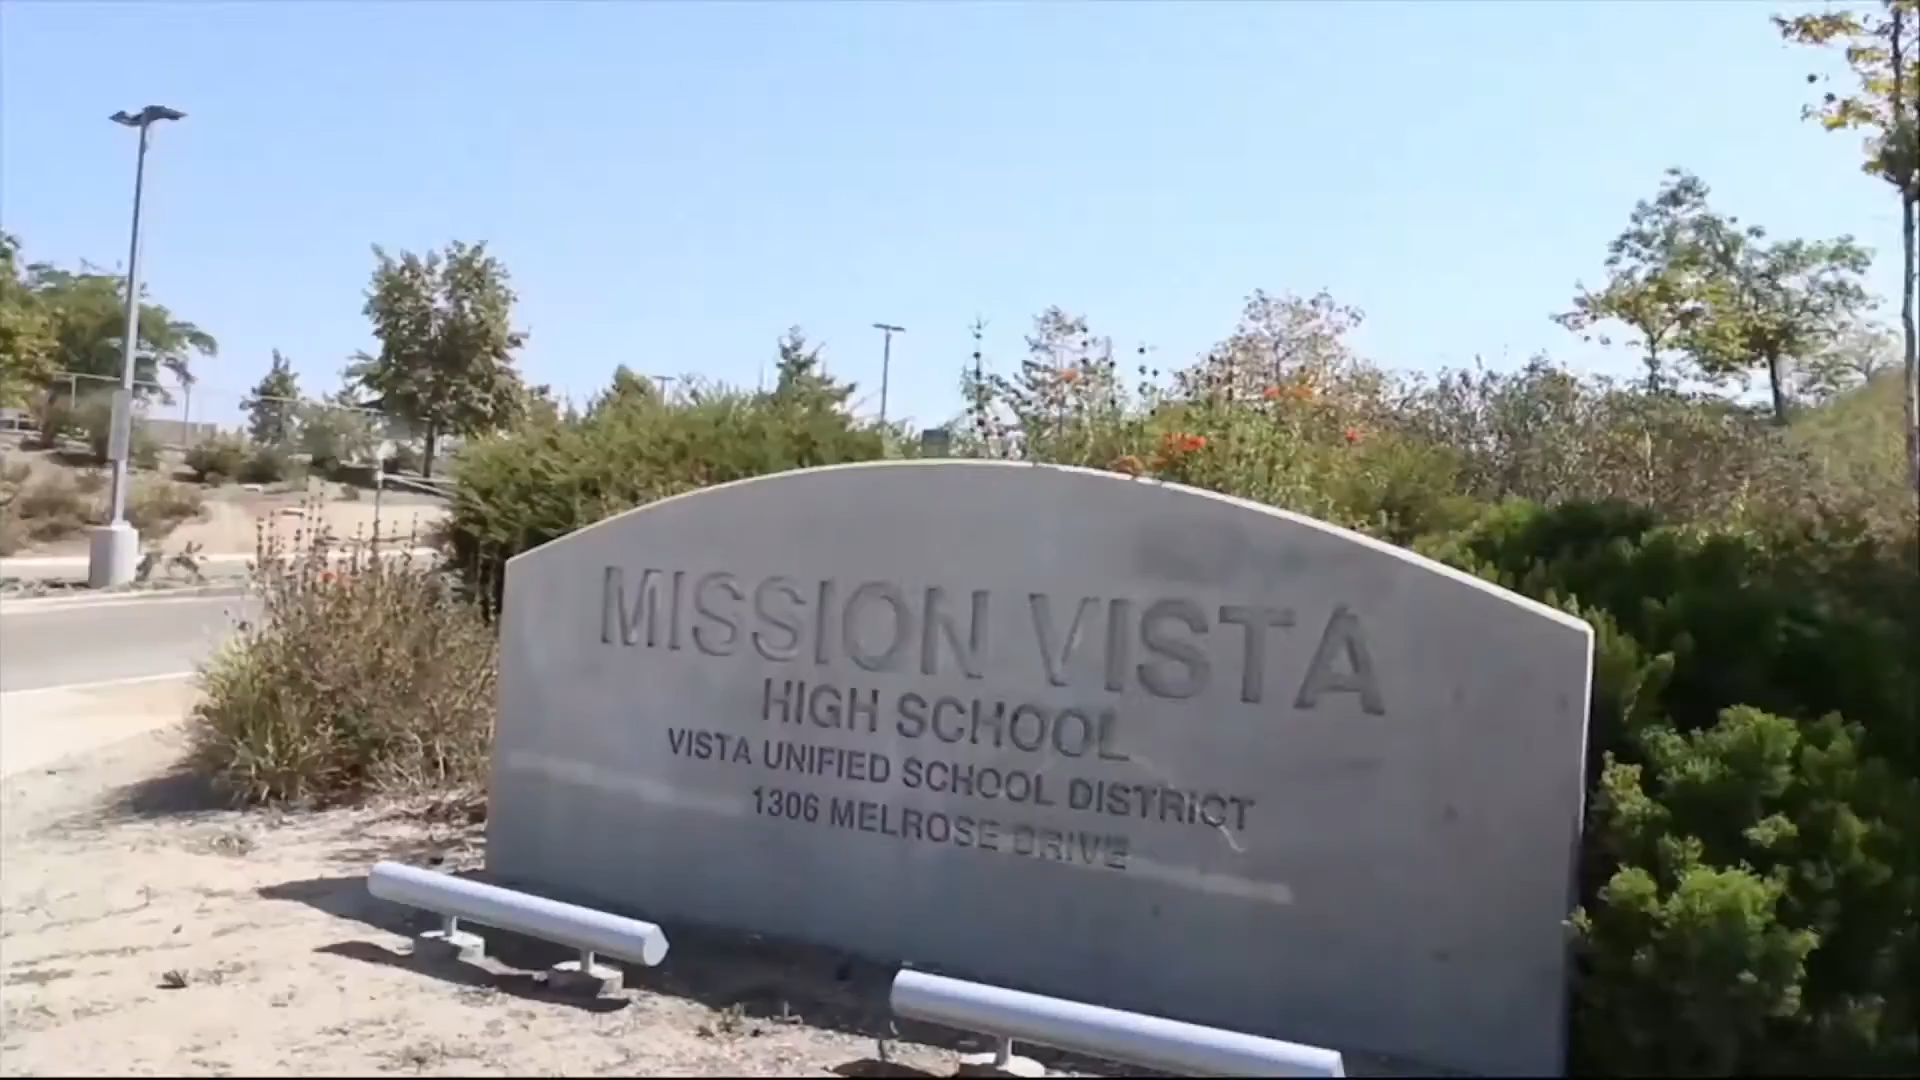 MISSION VISTA
HIGH SCHOOL
VISTA UNIFIED SCHOOL DISTRICT
1306 MELROSE DRIVE